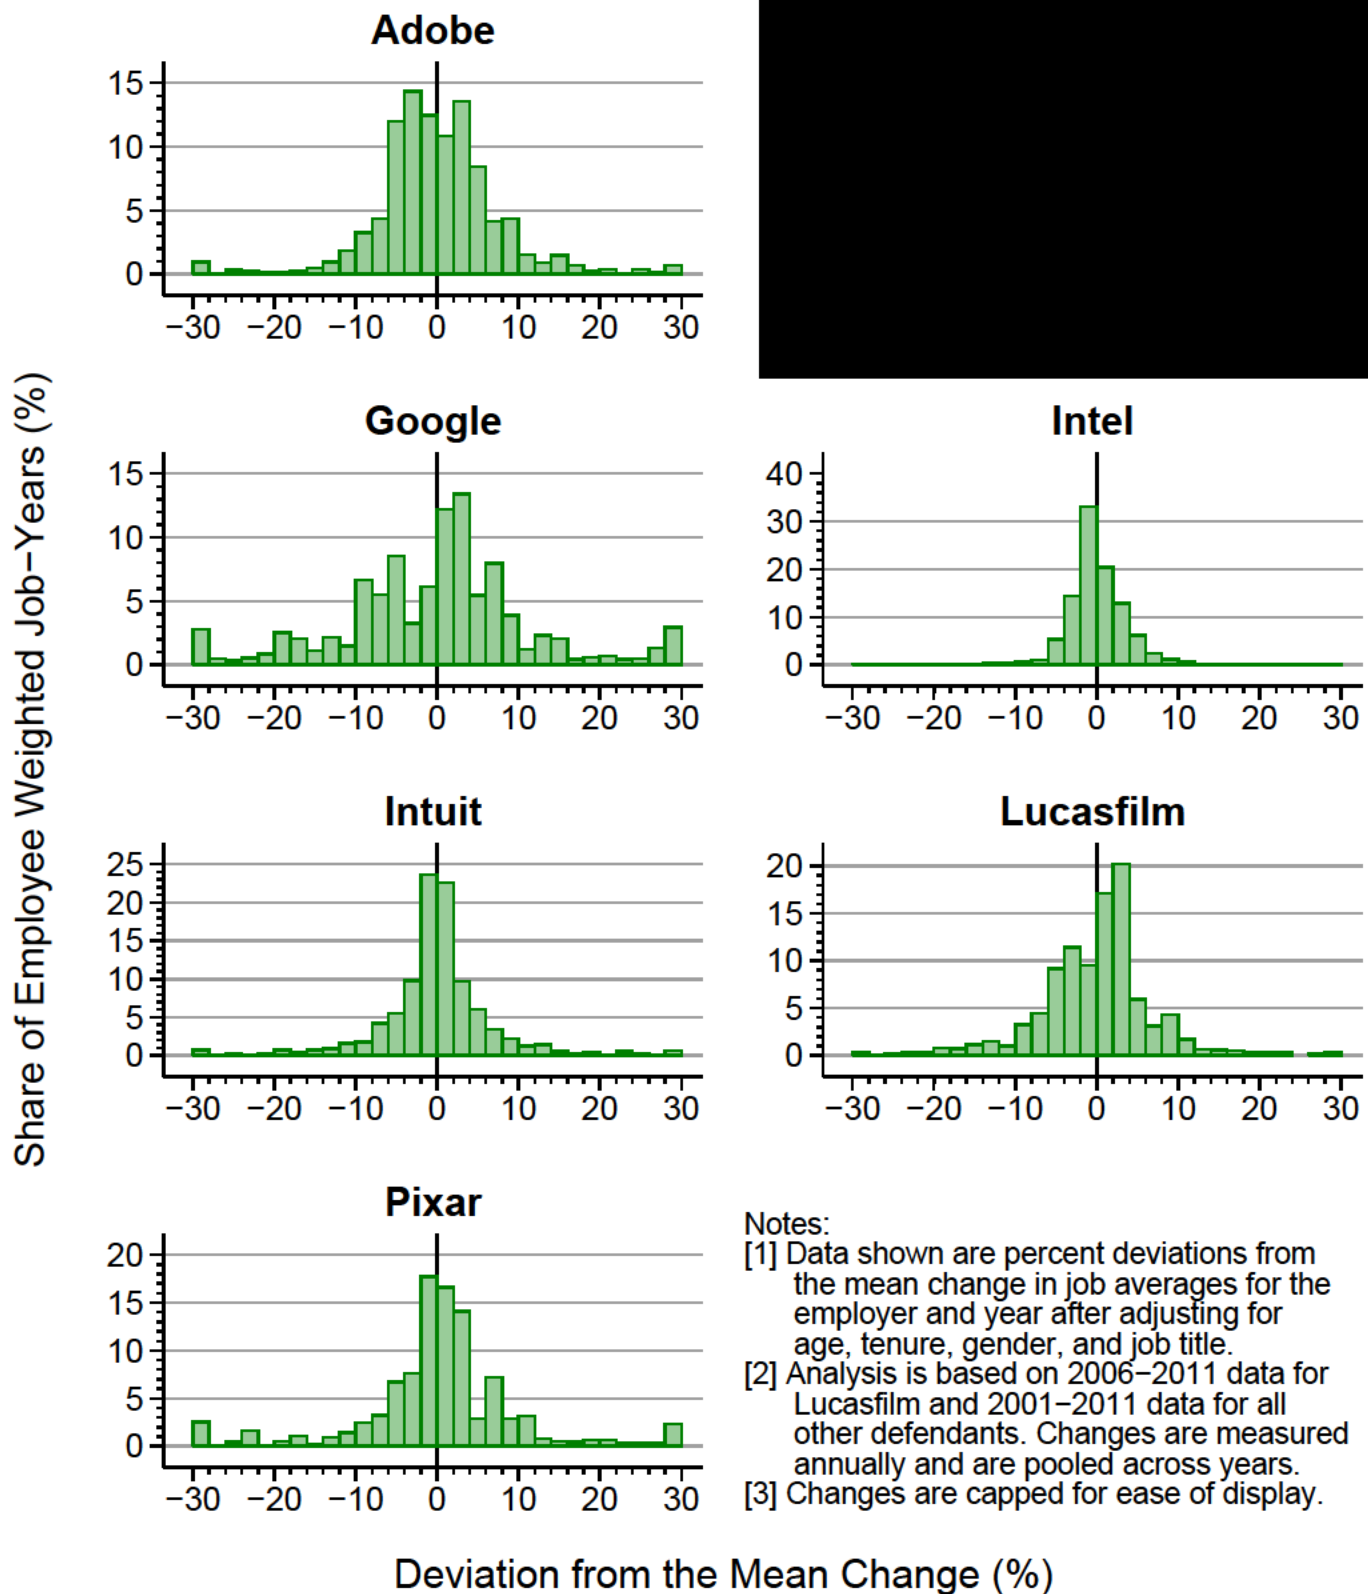 Adobe
15
10
5
0
−30 −20 −10 0 10 20 30
Share of Employee Weighted Job−Years (%)
Google
15
10
5
0
−30 −20 −10 0 10 20 30
Intel
40
30
20
10
0
−30 −20 −10 0 10 20 30
Intuit
25
20
15
10
5
0
−30 −20 −10 0 10 20 30
Lucasfilm
20
15
10
5
0
−30 −20 −10 0 10 20 30
Pixar
20
15
10
5
0
−30 −20 −10 0 10 20 30
Notes:
[1] Data shown are percent deviations from
the mean change in job averages for the
employer and year after adjusting for
age, tenure, gender, and job title.
[2] Analysis is based on 2006−2011 data for
Lucasfilm and 2001−2011 data for all
other defendants. Changes are measured
annually and are pooled across years.
[3] Changes are capped for ease of display.
Deviation from the Mean Change (%)